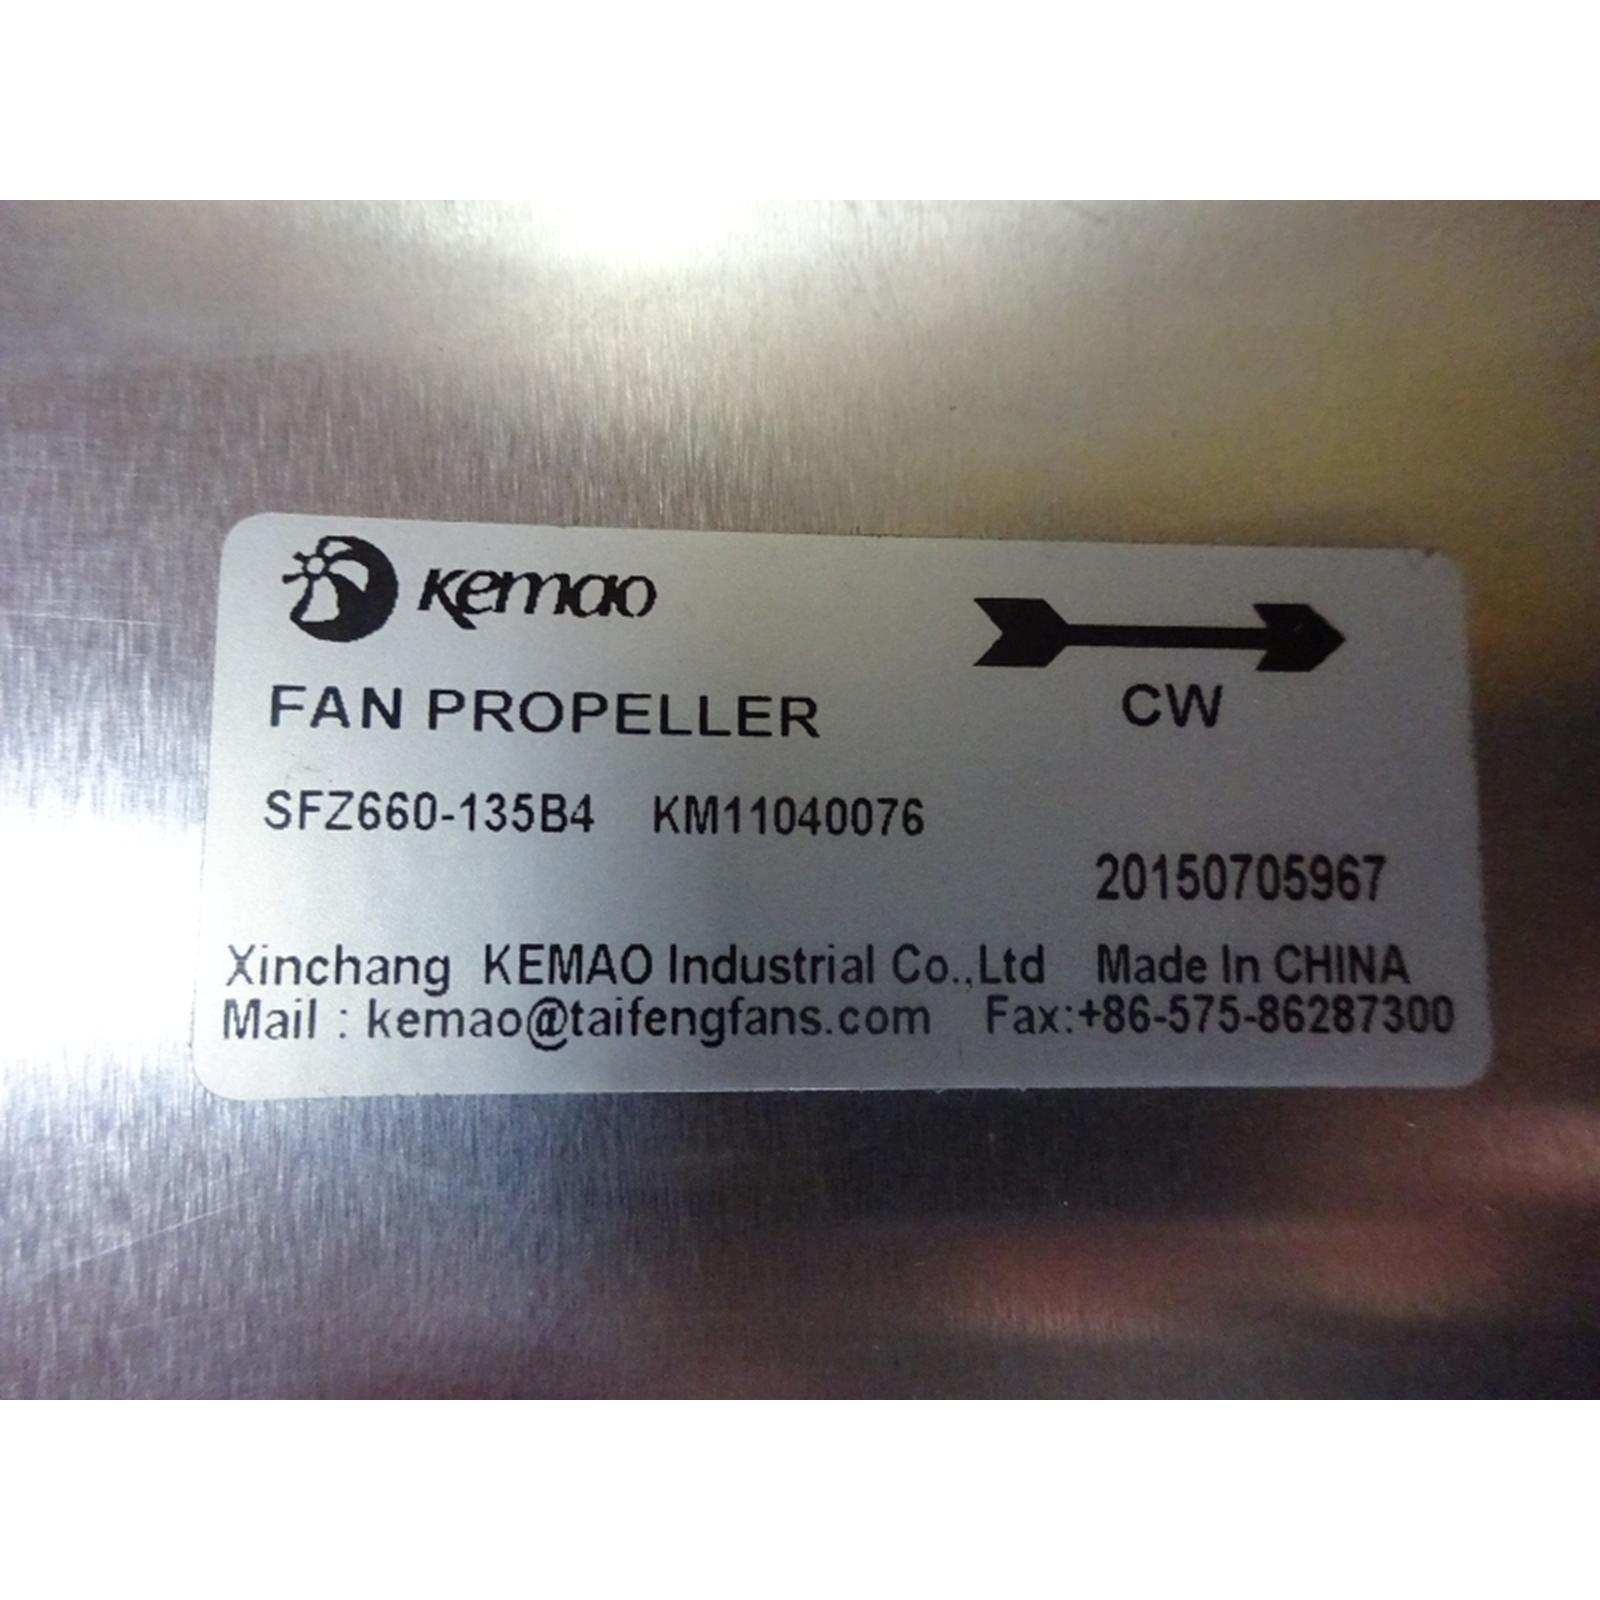 Kemao
FAN PROPELLER
CW
SFZ660-135B4 KM11040076
20150705967
Xinchang KEMAO Industrial Co.,Ltd Made In CHINA
Mail : kemao@taifengfans.com Fax:+86-575-86287300